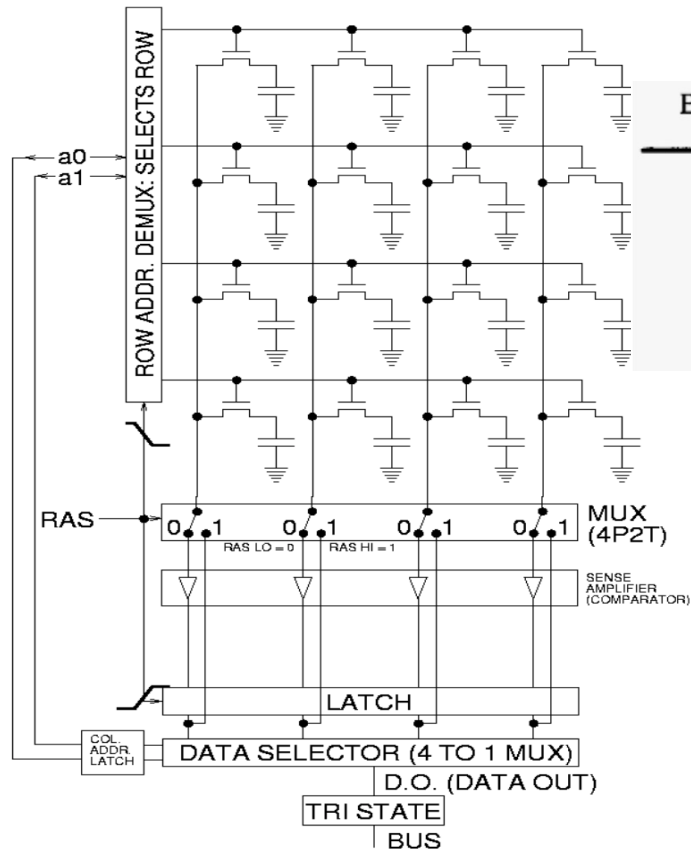 ROW ADDR. DEMUX: SELECTS ROW
E
a0
a1
RAS
0 1 0 1 0 1 0 1
MUX
(4P2T)
RAS LO = 0 RAS HI = 1
SENSE
AMPLIFIER
(COMPARATOR)
LATCH
COL.
ADDR.
LATCH
DATA SELECTOR (4 TO 1 MUX)
D.O. (DATA OUT)
TRI STATE
BUS